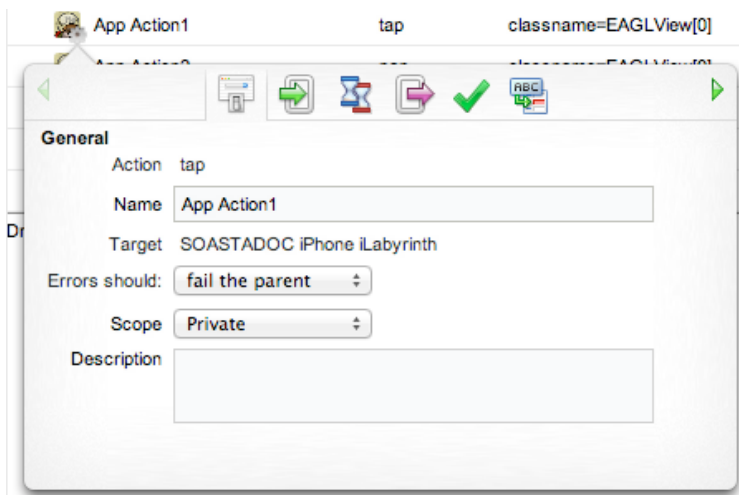 App Action1 tap classname=EAGLView[0]
ABC
General
Action tap
Name App Action1
Target SOASTADOC iPhone iLabyrinth
Errors should: fail the parent
Scope Private
Description